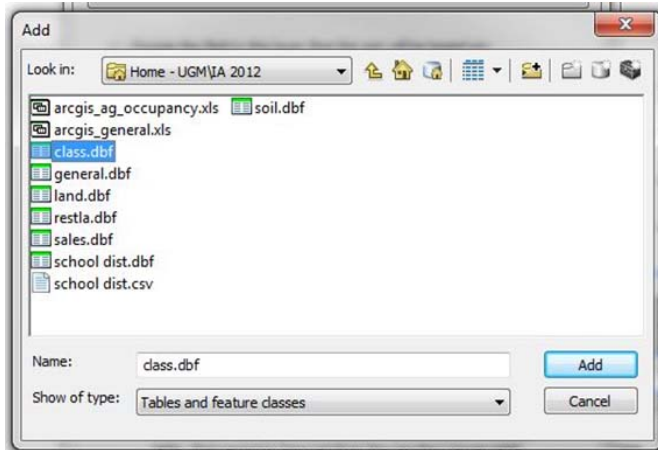 Add
Look in: Home - UGM\IA 2012
arcgis_ag_occupancy.xls soil.dbf
arcgis_general.xls
class.dbf
general.dbf
land.dbf
restla.dbf
sales.dbf
school dist.dbf
school dist.csv
Name: class.dbf Add
Show of type: Tables and feature classes Cancel